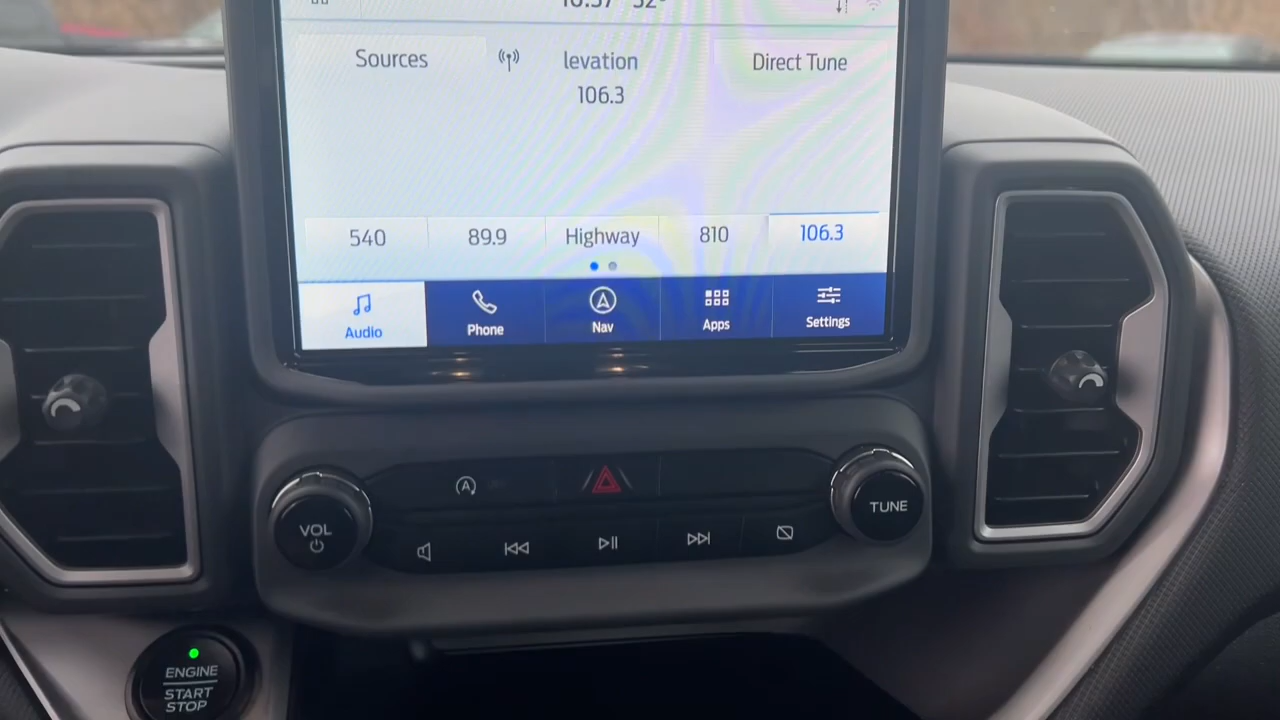 Sources
levation
Direct Tune
106.3
540
89.9
Highway
810
106.3
Audio
Phone
Nav
Apps
Settings
A
VOL
TUNE
ENGINE
START
STOP